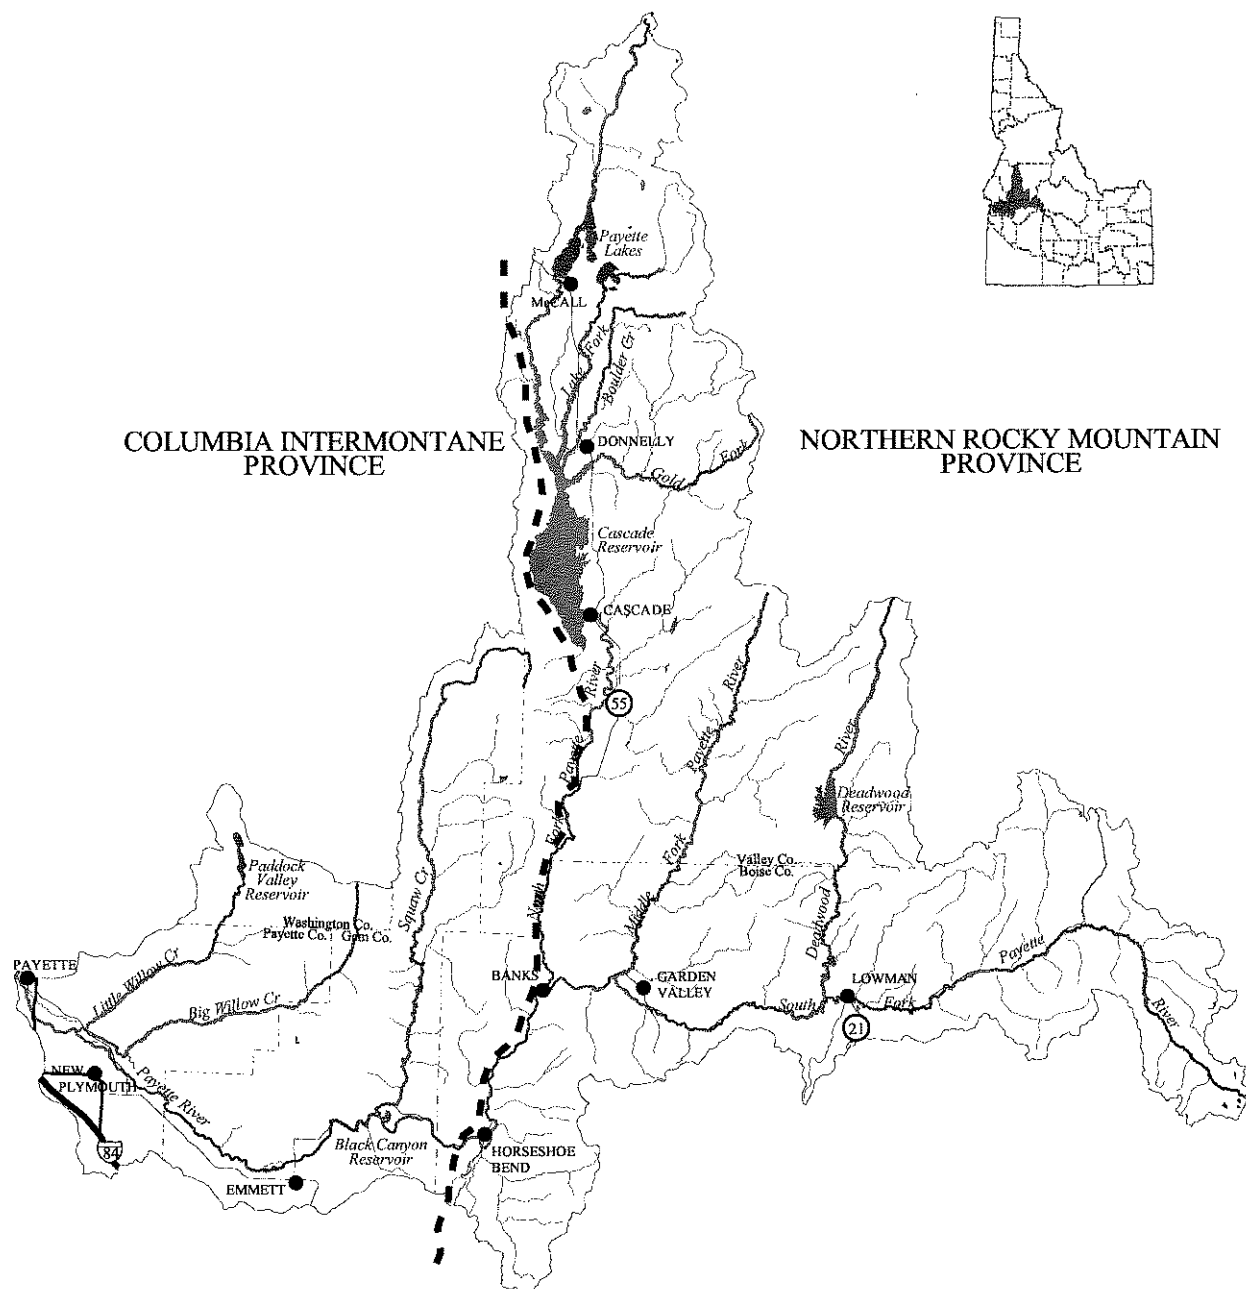 Payette
Lakes
McCALL
Lake Fork
Boulder Cr
COLUMBIA INTERMONTANE
PROVINCE
NORTHERN ROCKY MOUNTAIN
PROVINCE
DONNELLY
Gold Fork
Cascade
Reservoir
CASCADE
55
North Fork Payette River
Middle Fork Payette River
Deadwood River
Deadwood
Reservoir
Valley Co.
Boise Co.
Paddock
Valley
Reservoir
Squaw Cr
Washington Co.
Payette Co. Gem Co.
PAYETTE
Little Willow Cr
Big Willow Cr
BANKS
GARDEN
VALLEY
LOWMAN
South Fork Payette River
21
NEW
PLYMOUTH
Payette River
84
Black Canyon
Reservoir
HORSESHOE
BEND
EMMETT